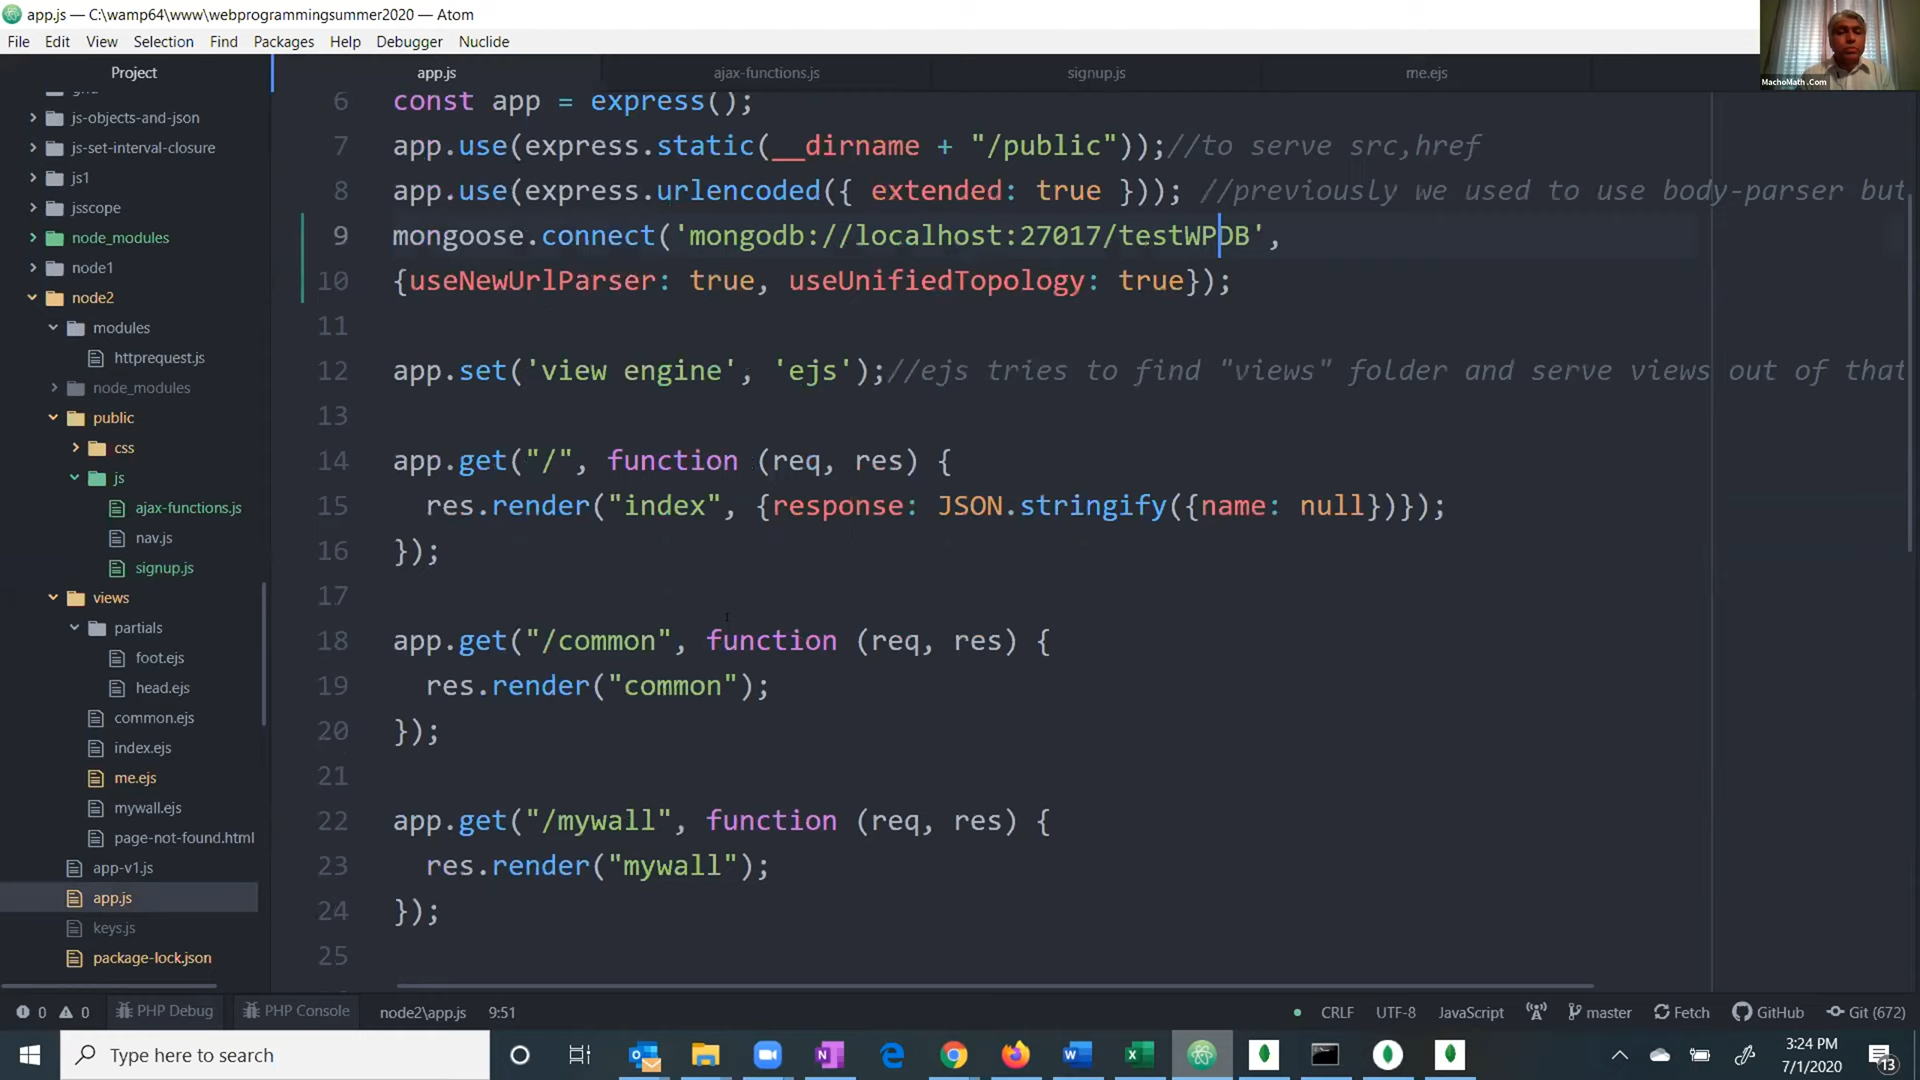 app.js — C:\wamp64\www\webprogrammingsummer2020 — Atom
File Edit View Selection Find Packages Help Debugger Nuclide
MachoMath .Com
Project
app.js
ajax-functions.js
signup.js
me.ejs
js-objects-and-json
js-set-interval-closure
js1
jsscope
node_modules
node1
node2
modules
httprequest.js
node_modules
public
css
js
ajax-functions.js
nav.js
signup.js
views
partials
foot.ejs
head.ejs
common.ejs
index.ejs
me.ejs
mywall.ejs
page-not-found.html
app-v1.js
app.js
keys.js
package-lock.json
6 const app = express();
7 app.use(express.static(__dirname + "/public"));//to serve src,href
8 app.use(express.urlencoded({ extended: true })); //previously we used to use body-parser but
9 mongoose.connect('mongodb://localhost:27017/testWPDB',
10 {useNewUrlParser: true, useUnifiedTopology: true});
11
12 app.set('view engine', 'ejs');//ejs tries to find "views" folder and serve views out of that
13
14 app.get("/", function (req, res) {
15 res.render("index", {response: JSON.stringify({name: null})});
16 });
17
18 app.get("/common", function (req, res) {
19 res.render("common");
20 });
21
22 app.get("/mywall", function (req, res) {
23 res.render("mywall");
24 });
25
0 0 PHP Debug PHP Console node2\app.js 9:51 CRLF UTF-8 JavaScript master Fetch GitHub Git (672)
Type here to search
3:24 PM
7/1/2020
13